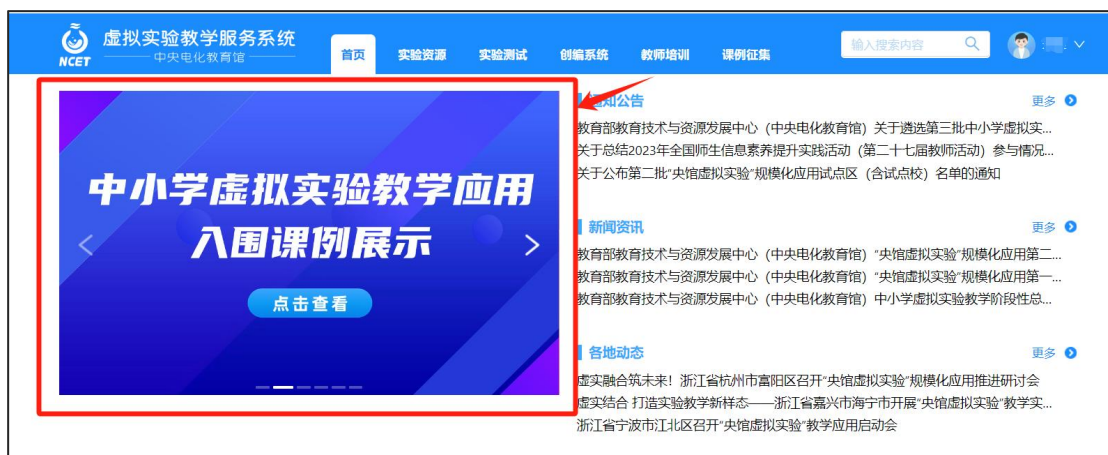 虚拟实验教学服务系统
中央电化教育馆
NCET
首页 实验资源 实验测试 创编系统 教师培训 课例征集
输入搜索内容
中小学虚拟实验教学应用
入围课例展示
点击查看
通知公告 更多
教育部教育技术与资源发展中心（中央电化教育馆）关于遴选第三批中小学虚拟实...
关于总结2023年全国师生信息素养提升实践活动（第二十七届教师活动）参与情况...
关于公布第二批“央馆虚拟实验”规模化应用试点区（含试点校）名单的通知
新闻资讯 更多
教育部教育技术与资源发展中心（中央电化教育馆）“央馆虚拟实验”规模化应用第二...
教育部教育技术与资源发展中心（中央电化教育馆）“央馆虚拟实验”规模化应用第一...
教育部教育技术与资源发展中心（中央电化教育馆）中小学虚拟实验教学阶段性总...
各地动态 更多
虚实融合筑未来！浙江省杭州市富阳区召开“央馆虚拟实验”规模化应用推进研讨会
虚实结合 打造实验教学新样态——浙江省嘉兴市海宁市开展“央馆虚拟实验”教学实...
浙江省宁波市江北区召开“央馆虚拟实验”教学应用启动会